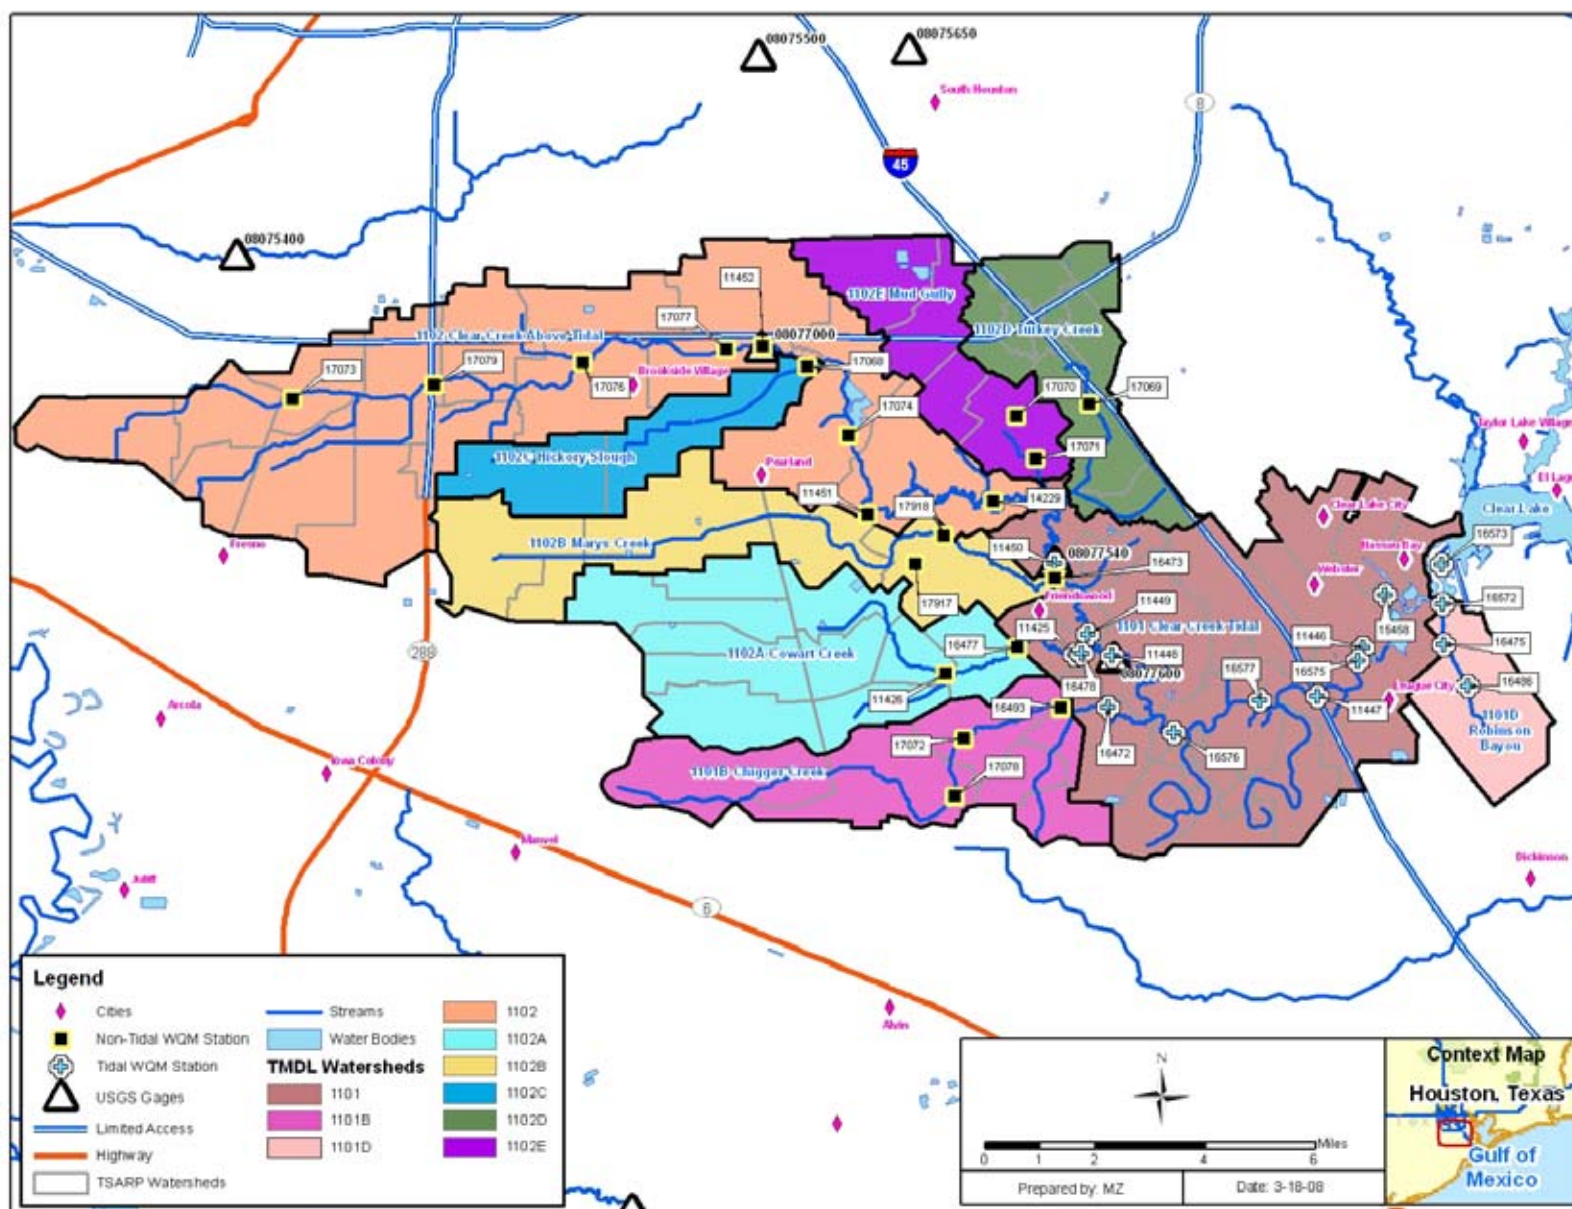 08075500
08075650
South Houston
8
45
08075400
11452
1102E Mud Gully
17077
1102 Clear Creek Above Tidal
08077000
1102D Turkey Creek
17073
17079
17076
Brookside Village
17068
17070
17069
17074
Taylor Lake Village
1102C Hickory Slough
Pearland
17071
El Lago
11451
17918
14229
Clear Lake City
Clear Lake
Fresno
1102B Marys Creek
11450
08077540
16473
Nassau Bay
16573
Webster
17917
Friendswood
11449
16572
288
1102A Cowart Creek
16477
11425
1101 Clear Creek Tidal
11446
15458
16475
11448
08077600
16577
16575
16478
11426
16493
League City
16486
Arcola
11447
1101D
Robinson
Bayou
17072
16472
16576
Iowa Colony
1101B Chigger Creek
17078
Manvel
Dickinson
Juliff
6
Alvin
Legend
Cities
Non-Tidal WQM Station
Tidal WQM Station
USGS Gages
Limited Access
Highway
TSARP Watersheds
Streams
Water Bodies
TMDL Watersheds
1101
1101B
1101D
1102
1102A
1102B
1102C
1102D
1102E
N
0 1 2 4 6
Miles
Prepared by: MZ
Date: 3-18-08
Context Map
Houston, Texas
Gulf of
Mexico